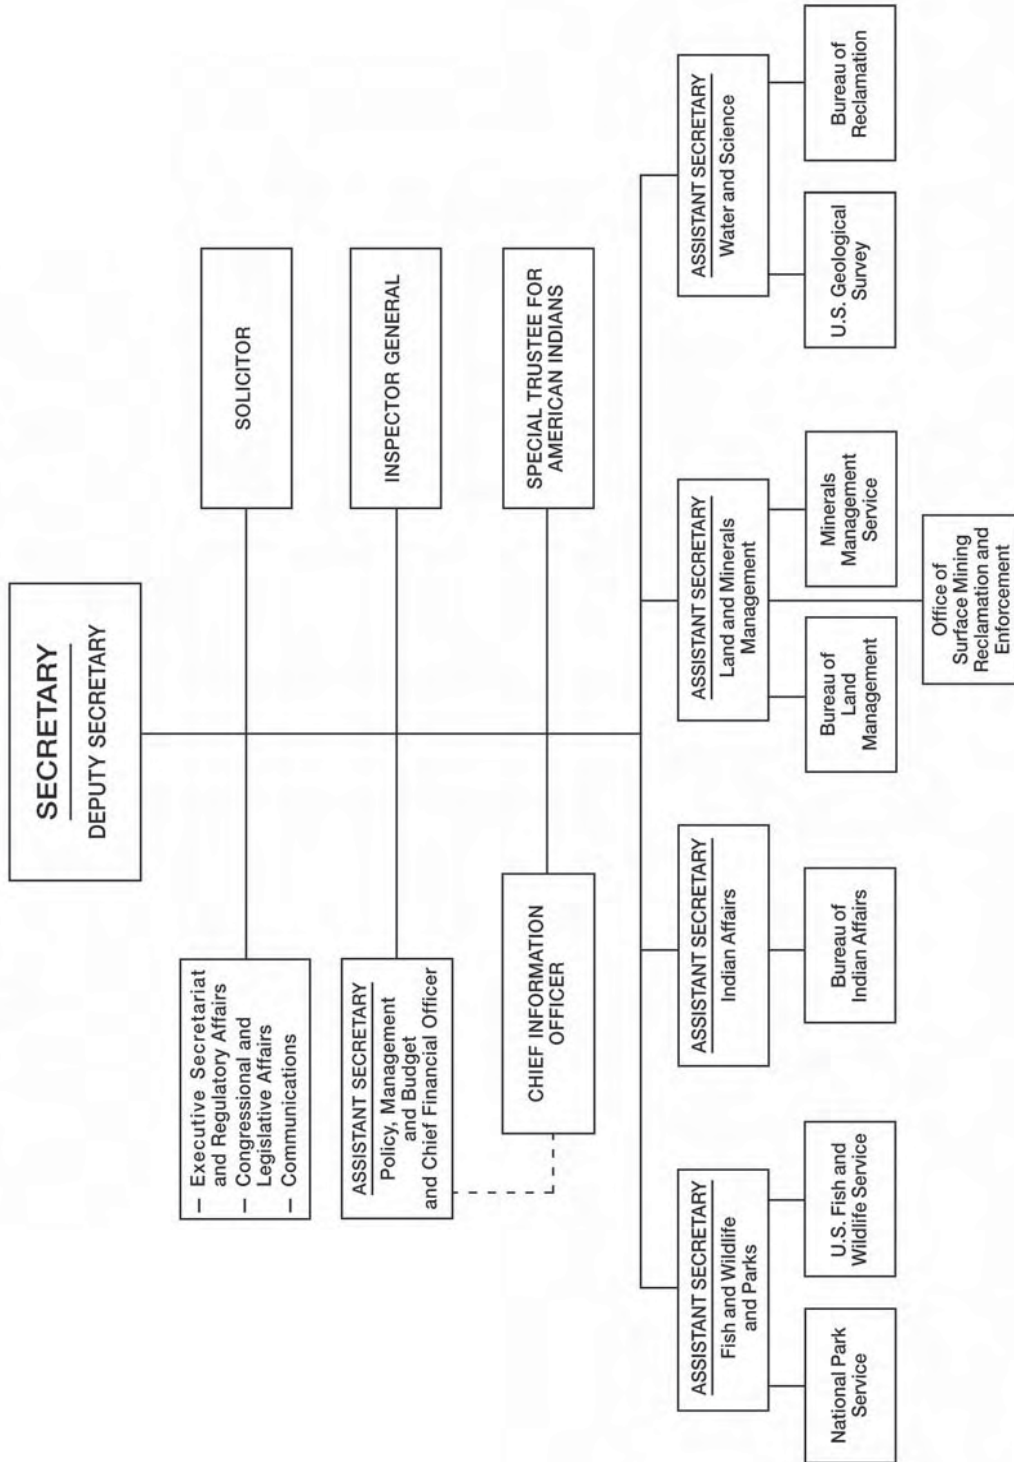 SECRETARY
DEPUTY SECRETARY
– Executive Secretariat
and Regulatory Affairs
– Congressional and
Legislative Affairs
– Communications
SOLICITOR
ASSISTANT SECRETARY
Policy, Management
and Budget
and Chief Financial Officer
INSPECTOR GENERAL
CHIEF INFORMATION
OFFICER
SPECIAL TRUSTEE FOR
AMERICAN INDIANS
ASSISTANT SECRETARY
Fish and Wildlife
and Parks
ASSISTANT SECRETARY
Indian Affairs
ASSISTANT SECRETARY
Land and Minerals
Management
ASSISTANT SECRETARY
Water and Science
National Park
Service
U.S. Fish and
Wildlife Service
Bureau of
Indian Affairs
Bureau of
Land
Management
Minerals
Management
Service
U.S. Geological
Survey
Bureau of
Reclamation
Office of
Surface Mining
Reclamation and
Enforcement